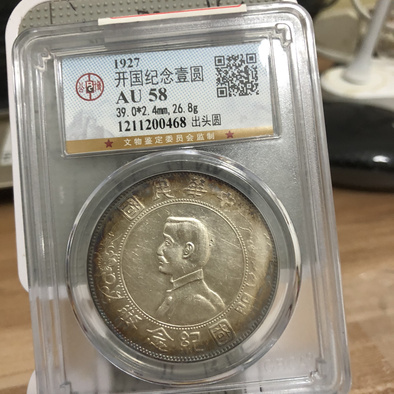 1927
开国纪念壹圆
AU 58
39.0*2.4mm,26.8g
1211200468 出头圆
★ 文物鉴定委员会监制 ★
中華民國
開國紀念幣